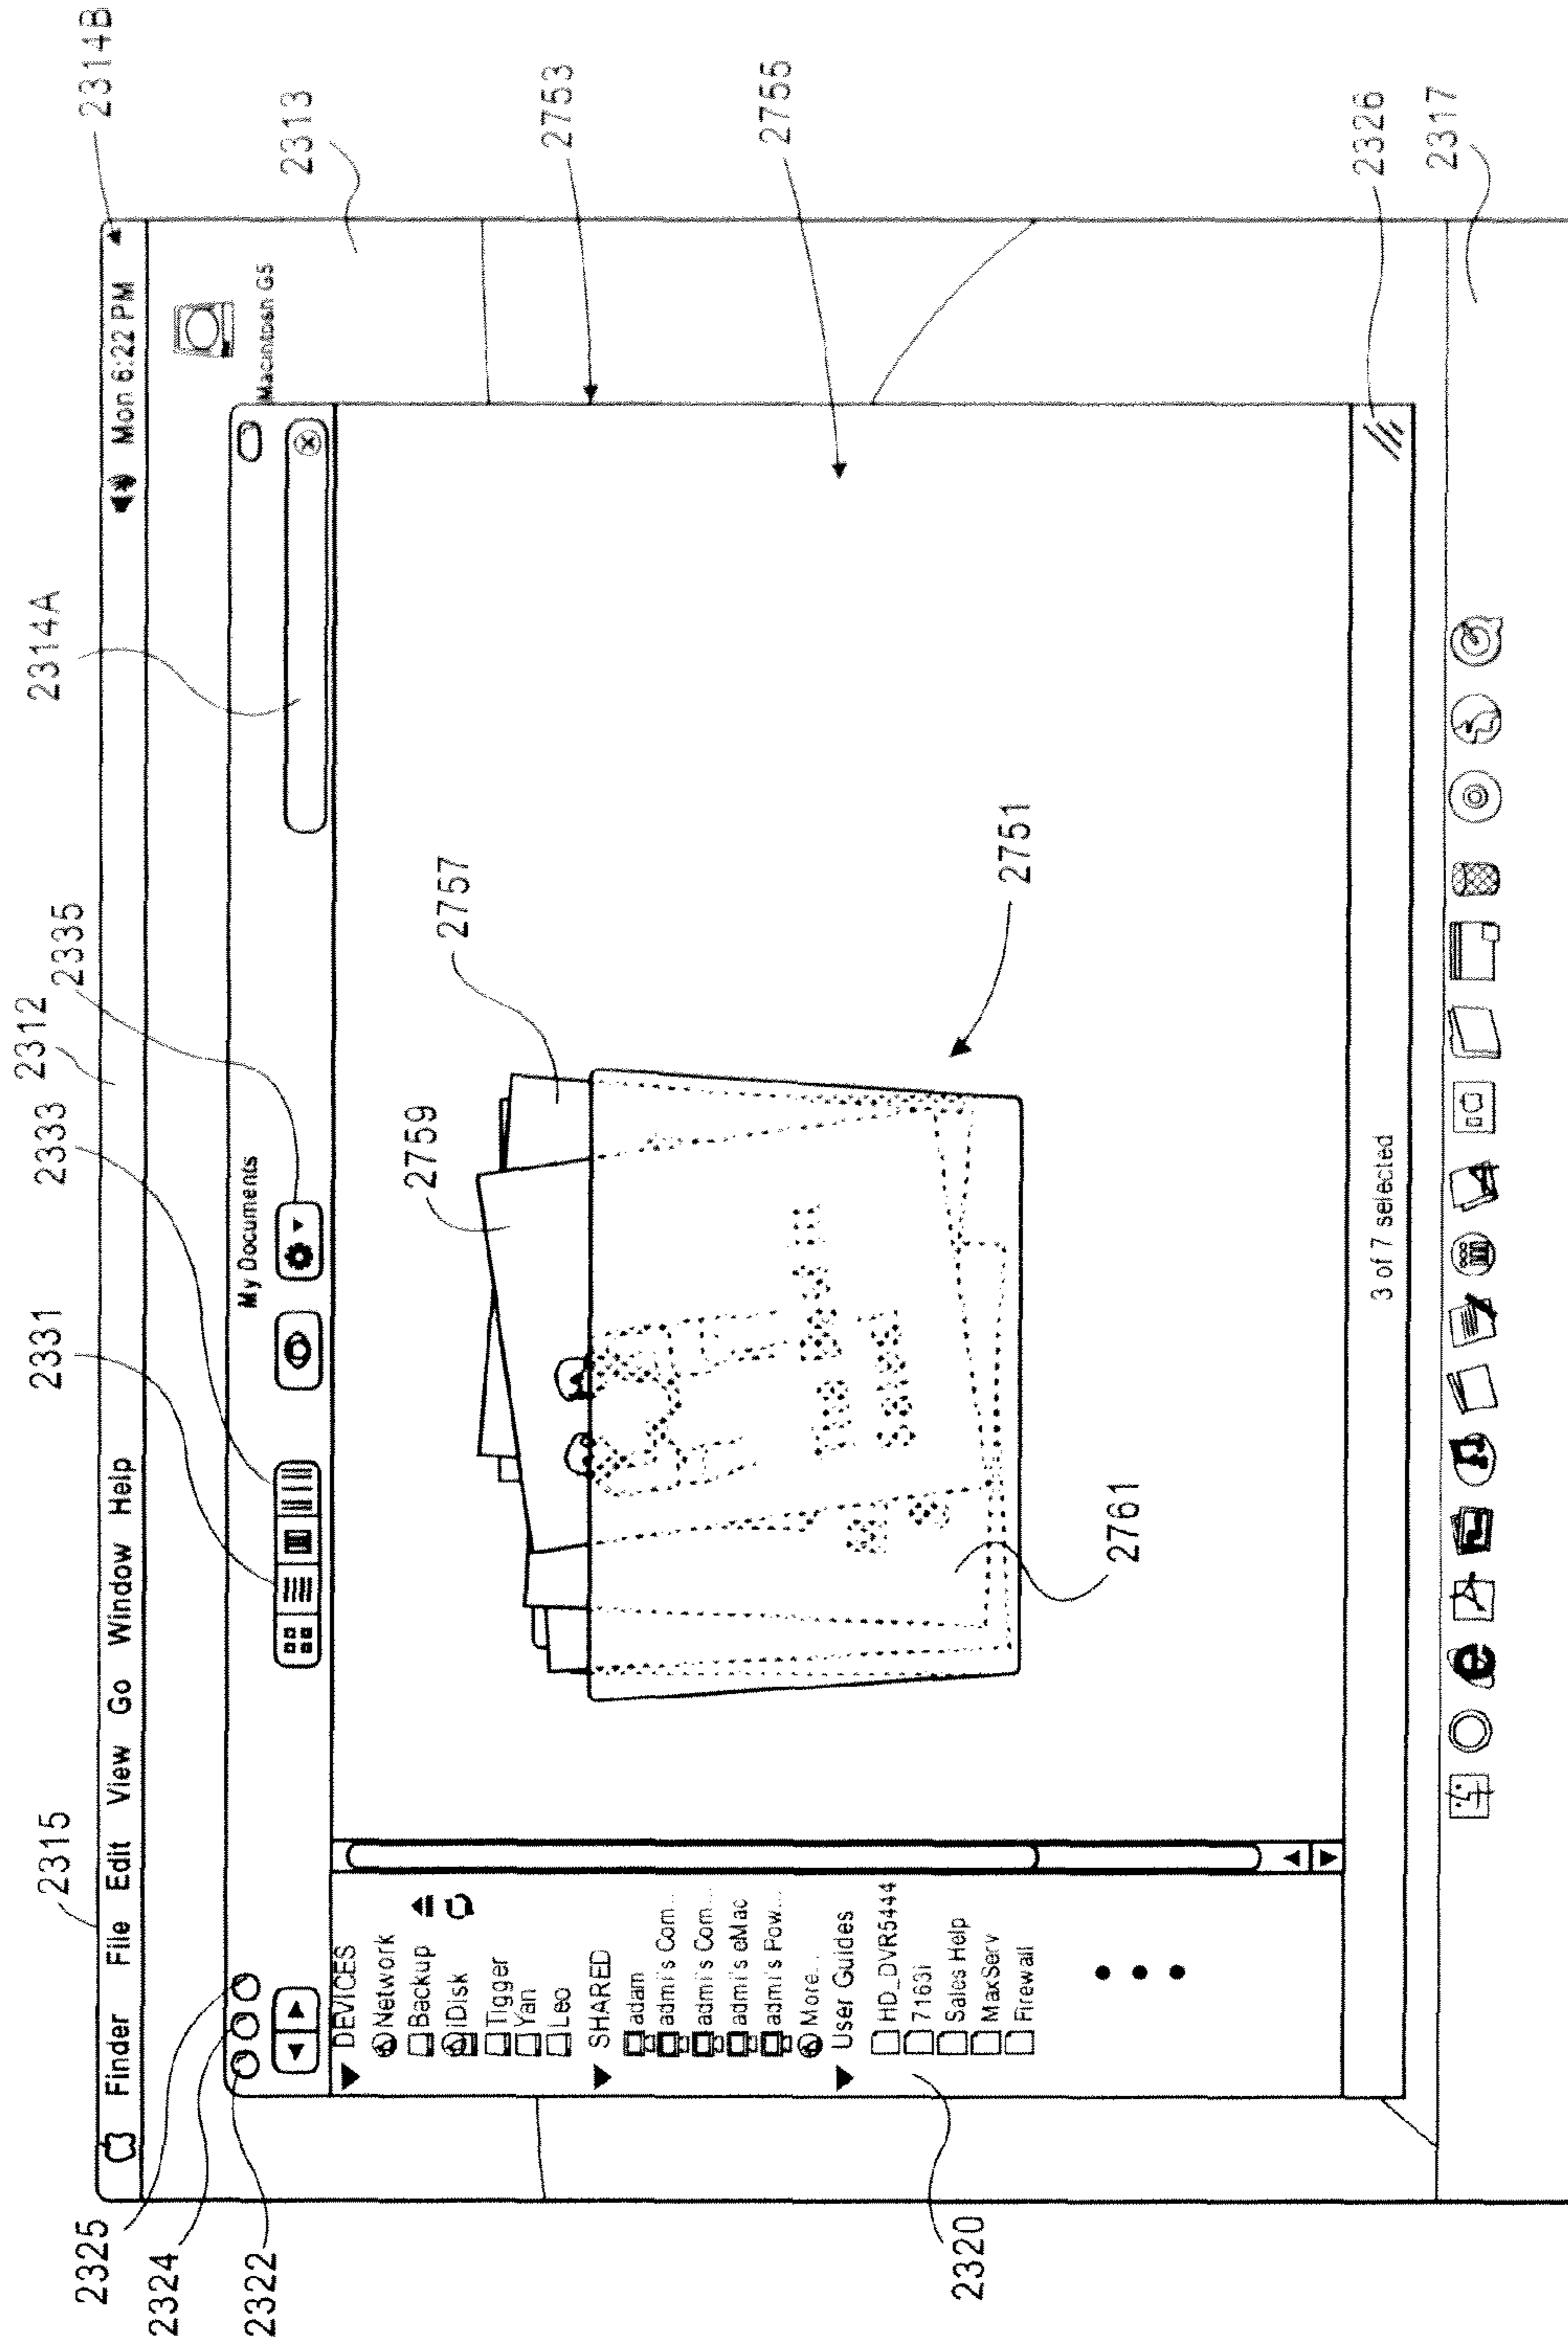 2315
2331
2333
2312
2335
2314A
2314B
Finder File Edit View Go Window Help
Mon 6:22 PM
2313
Macintosh G5
2325
2324
2322
My Documents
2753
DEVICES
Network
Backup
iDisk
Tigger
Yan
Leo
SHARED
adam
admi's Com...
admi's Com...
admi's eMac
admi's Pow...
More...
User Guides
HD_DVR5444
7163i
Sales Help
MaxServ
Firewall
2759
2757
2755
2751
2761
2320
3 of 7 selected
2326
2317